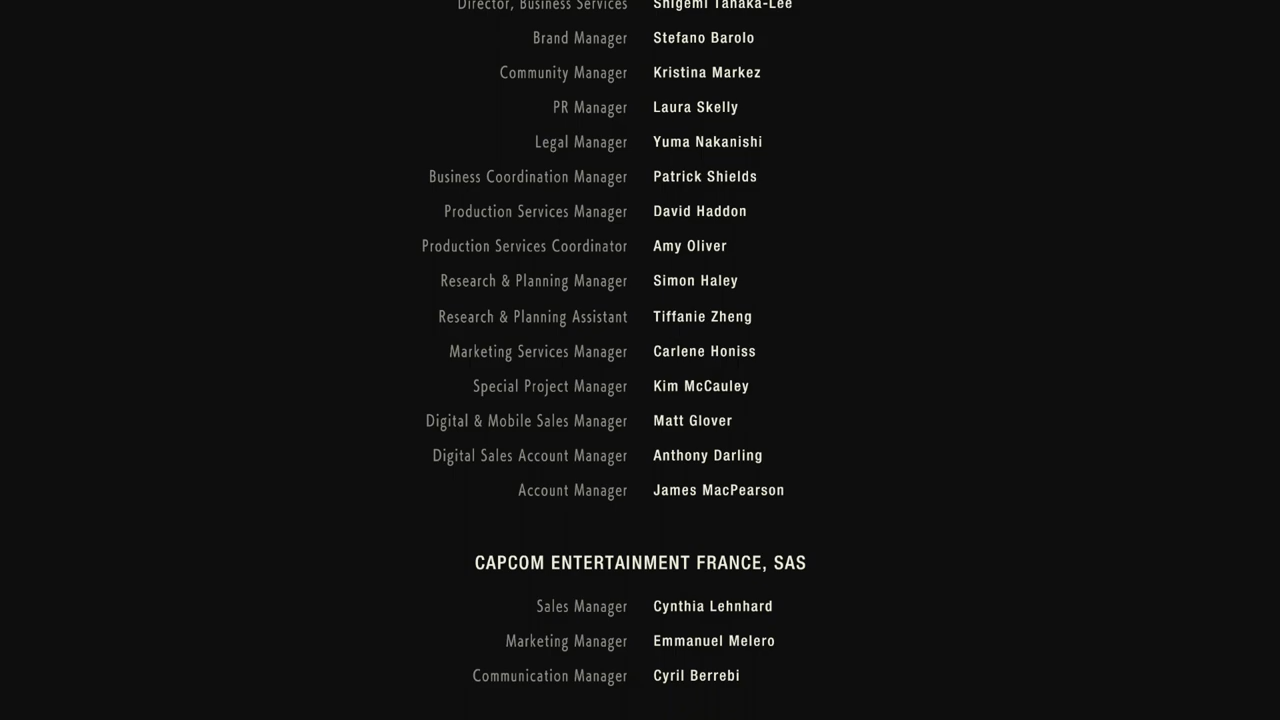 Director, Business Services Shigemi Tanaka-Lee
Brand Manager Stefano Barolo
Community Manager Kristina Markez
PR Manager Laura Skelly
Legal Manager Yuma Nakanishi
Business Coordination Manager Patrick Shields
Production Services Manager David Haddon
Production Services Coordinator Amy Oliver
Research & Planning Manager Simon Haley
Research & Planning Assistant Tiffanie Zheng
Marketing Services Manager Carlene Honiss
Special Project Manager Kim McCauley
Digital & Mobile Sales Manager Matt Glover
Digital Sales Account Manager Anthony Darling
Account Manager James MacPearson
CAPCOM ENTERTAINMENT FRANCE, SAS
Sales Manager Cynthia Lehnhard
Marketing Manager Emmanuel Melero
Communication Manager Cyril Berrebi